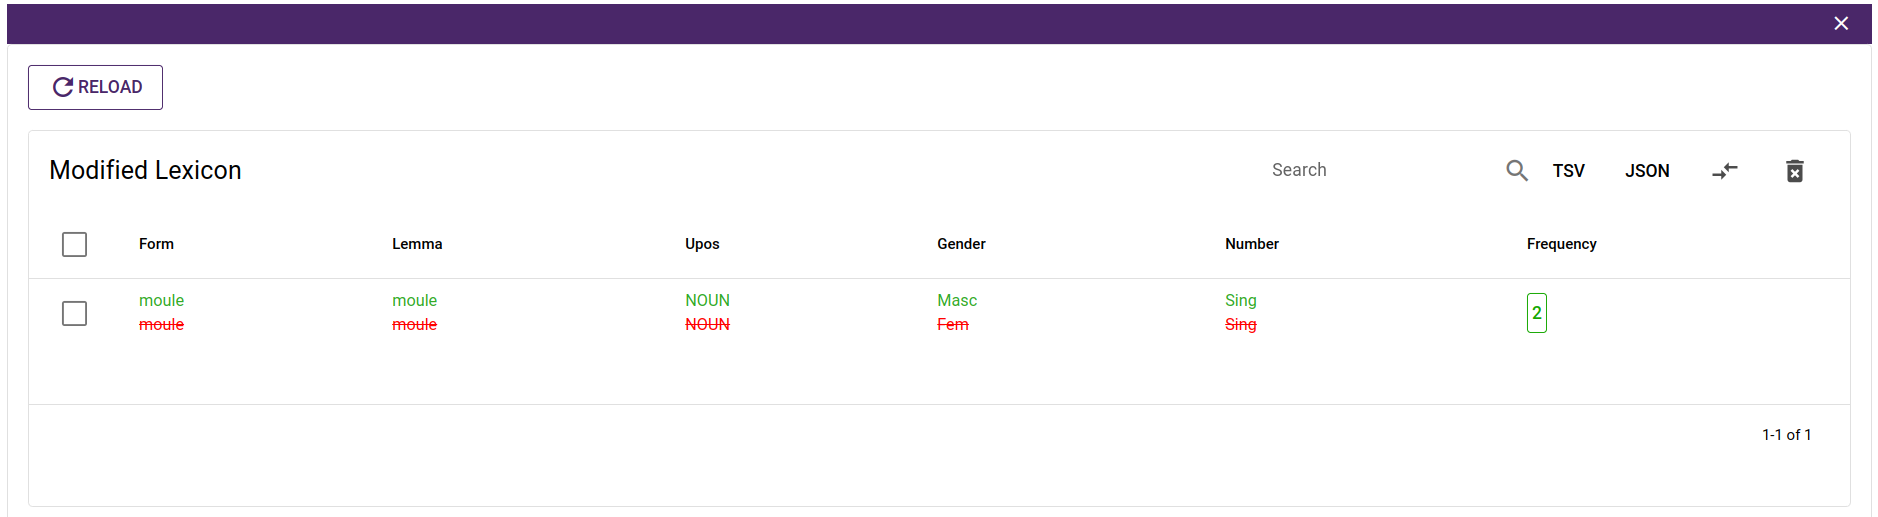 RELOAD
Modified Lexicon Search TSV JSON
Form Lemma Upos Gender Number Frequency
moule moule NOUN Masc Sing 2
moule moule NOUN Fem Sing
1-1 of 1